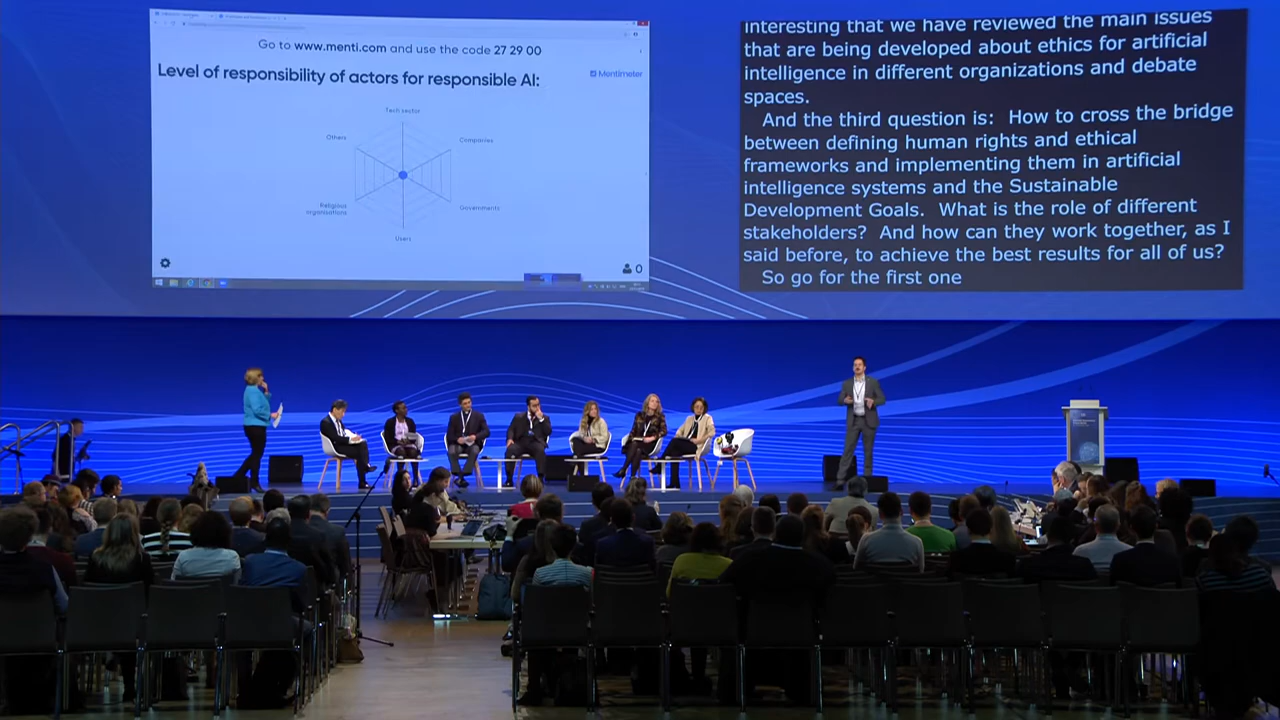 Go to www.menti.com and use the code 27 29 00
Level of responsibility of actors for responsible AI:
Mentimeter
Tech sector
Others
Companies
Religious
organisations
Governments
Users
0
interesting that we have reviewed the main issues
that are being developed about ethics for artificial
intelligence in different organizations and debate
spaces.
And the third question is: How to cross the bridge
between defining human rights and ethical
frameworks and implementing them in artificial
intelligence systems and the Sustainable
Development Goals. What is the role of different
stakeholders? And how can they work together, as I
said before, to achieve the best results for all of us?
So go for the first one